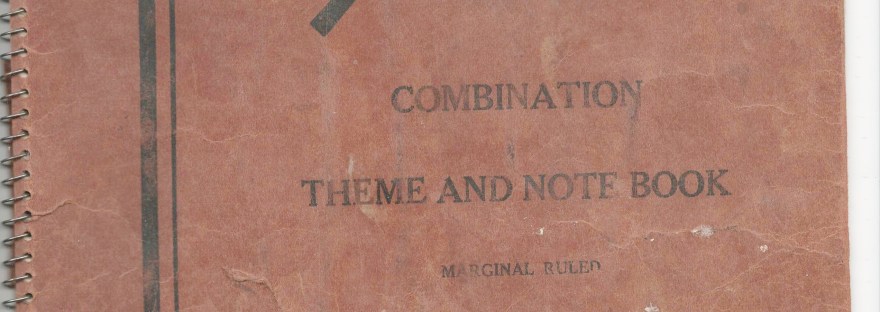 COMBINATION
THEME AND NOTE BOOK
MARGINAL RULED